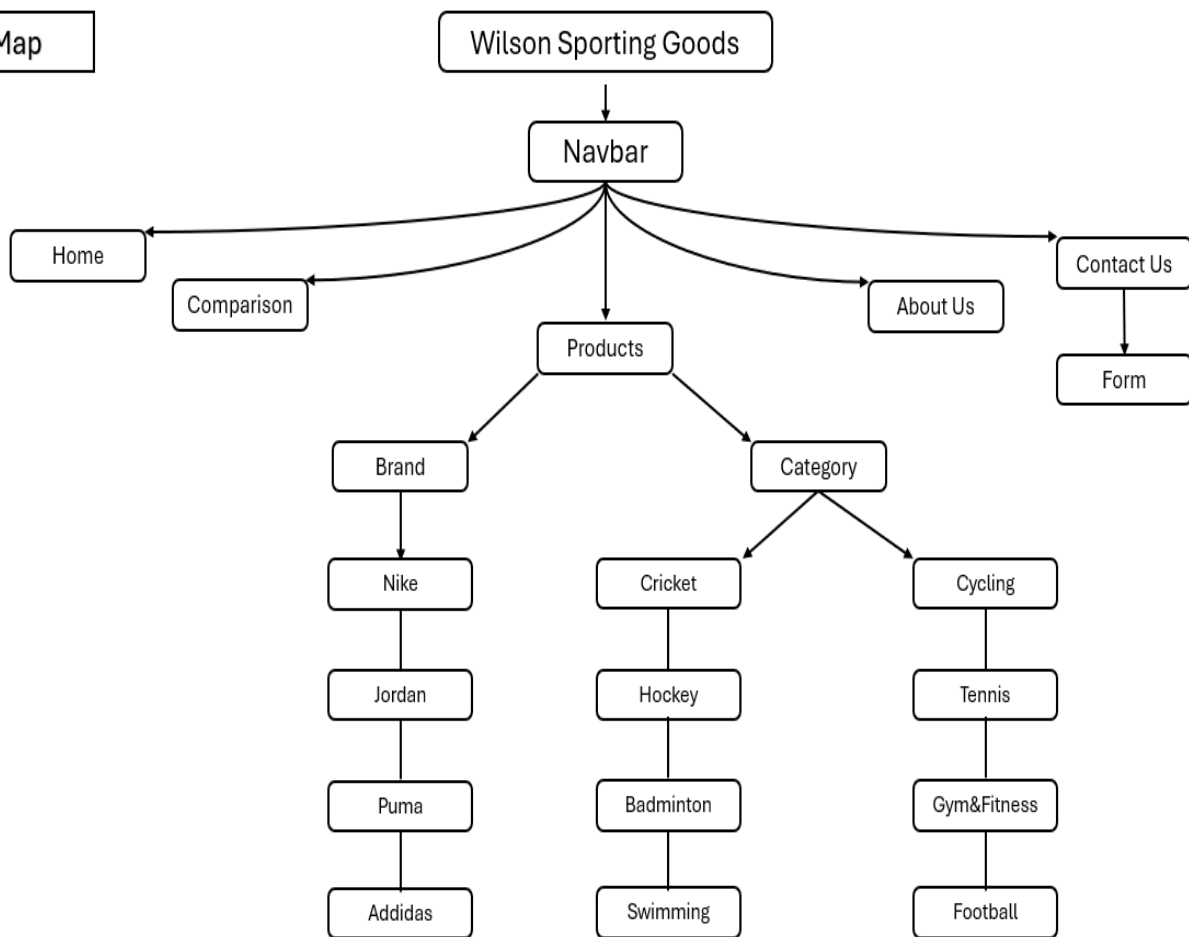 Map
Wilson Sporting Goods
Navbar
Home
Comparison
Products
About Us
Contact Us
Form
Brand
Category
Nike
Cricket
Cycling
Jordan
Hockey
Tennis
Puma
Badminton
Gym&Fitness
Addidas
Swimming
Football